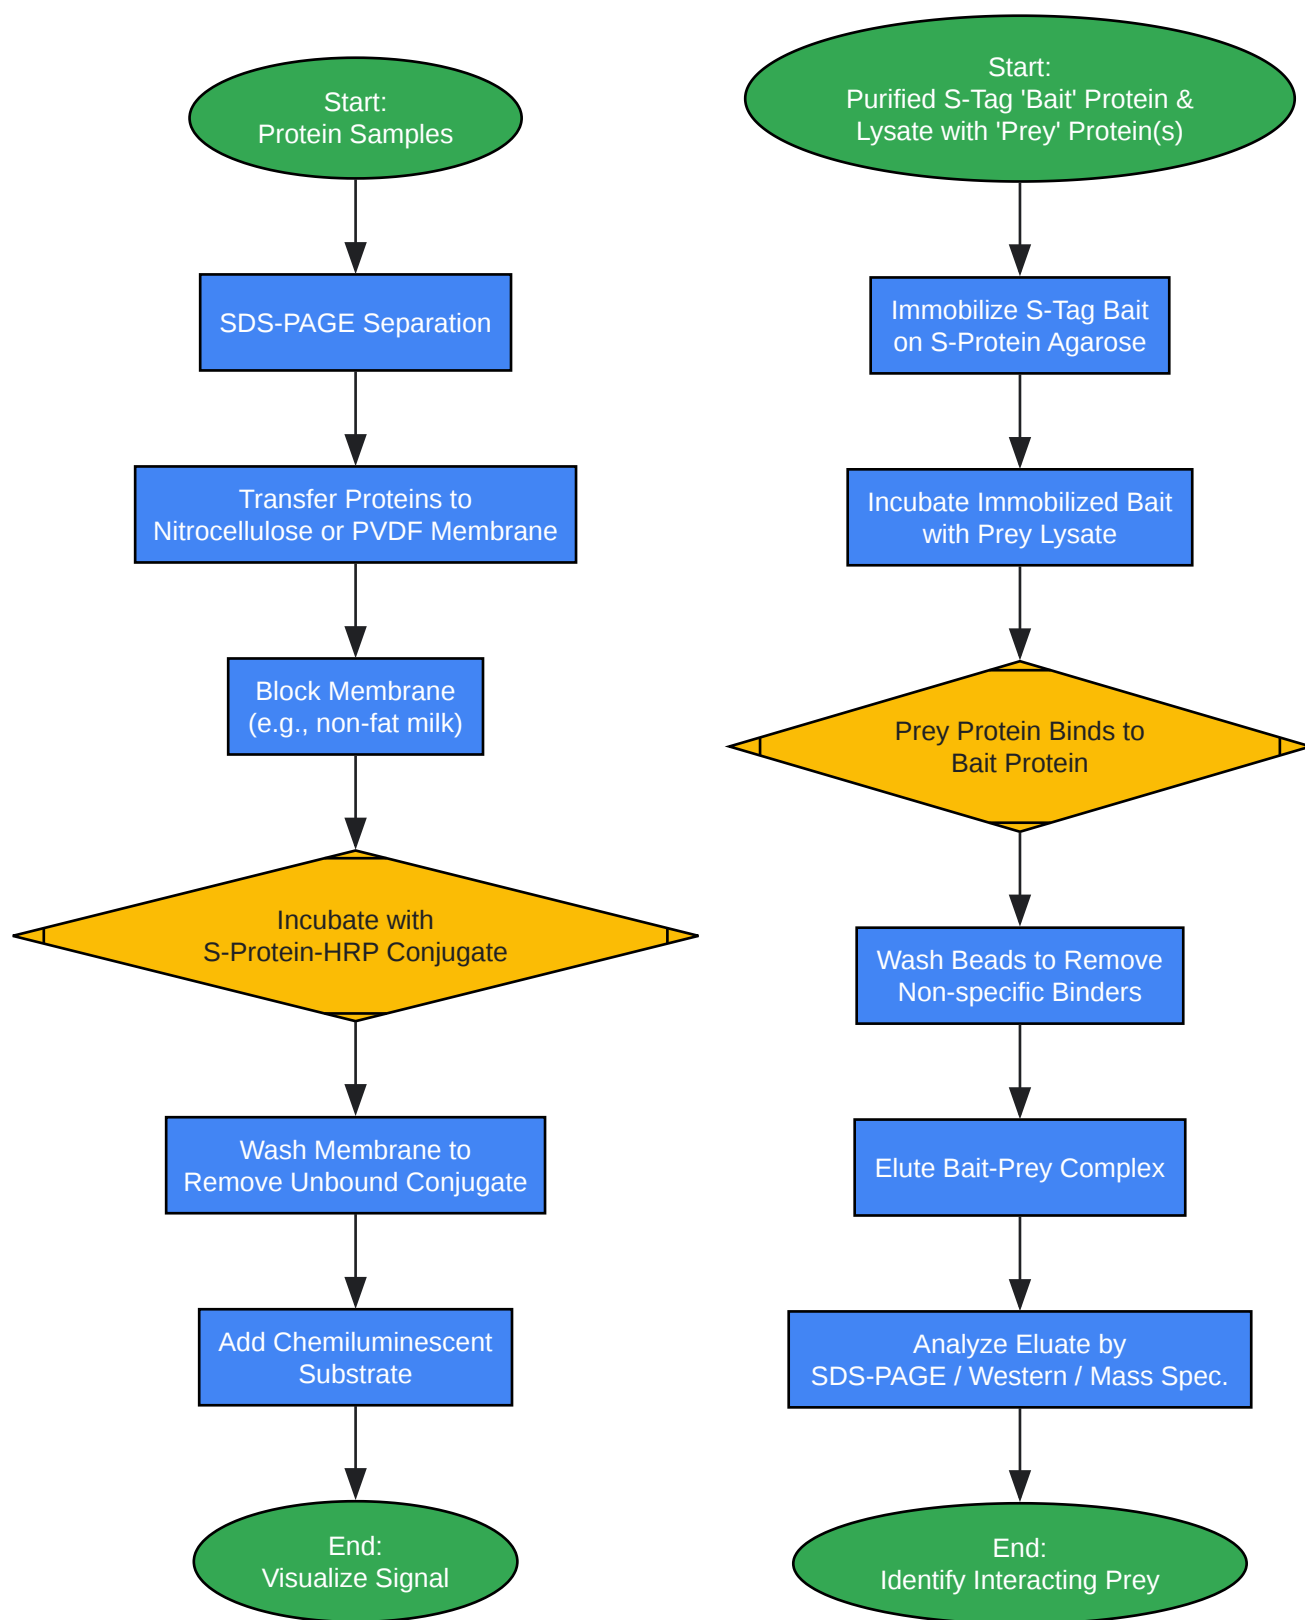 Start:
Protein Samples
SDS-PAGE Separation
Transfer Proteins to
Nitrocellulose or PVDF Membrane
Block Membrane
(e.g., non-fat milk)
Incubate with
S-Protein-HRP Conjugate
Wash Membrane to
Remove Unbound Conjugate
Add Chemiluminescent
Substrate
End:
Visualize Signal
Start:
Purified S-Tag 'Bait' Protein &
Lysate with 'Prey' Protein(s)
Immobilize S-Tag Bait
on S-Protein Agarose
Incubate Immobilized Bait
with Prey Lysate
Prey Protein Binds to
Bait Protein
Wash Beads to Remove
Non-specific Binders
Elute Bait-Prey Complex
Analyze Eluate by
SDS-PAGE / Western / Mass Spec.
End:
Identify Interacting Prey